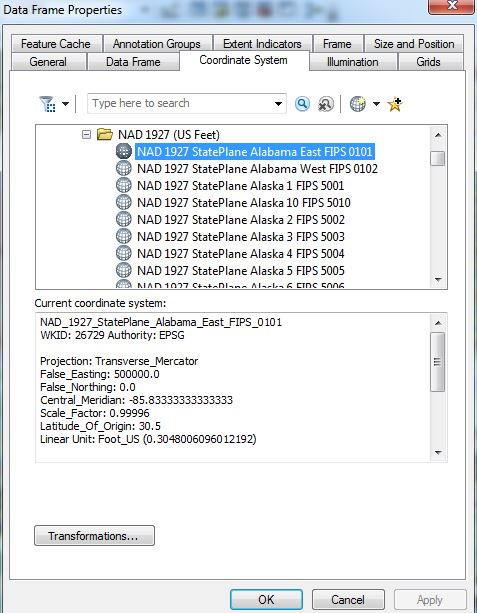 Data Frame Properties
Feature Cache Annotation Groups Extent Indicators Frame Size and Position
General Data Frame Coordinate System Illumination Grids
Type here to search
NAD 1927 (US Feet)
NAD 1927 StatePlane Alabama East FIPS 0101
NAD 1927 StatePlane Alabama West FIPS 0102
NAD 1927 StatePlane Alaska 1 FIPS 5001
NAD 1927 StatePlane Alaska 10 FIPS 5010
NAD 1927 StatePlane Alaska 2 FIPS 5002
NAD 1927 StatePlane Alaska 3 FIPS 5003
NAD 1927 StatePlane Alaska 4 FIPS 5004
NAD 1927 StatePlane Alaska 5 FIPS 5005
NAD 1927 StatePlane Alaska 6 FIPS 5006
Current coordinate system:
NAD_1927_StatePlane_Alabama_East_FIPS_0101
WKID: 26729 Authority: EPSG
Projection: Transverse_Mercator
False_Easting: 500000.0
False_Northing: 0.0
Central_Meridian: -85.83333333333333
Scale_Factor: 0.99996
Latitude_Of_Origin: 30.5
Linear Unit: Foot_US (0.3048006096012192)
Transformations...
OK Cancel Apply